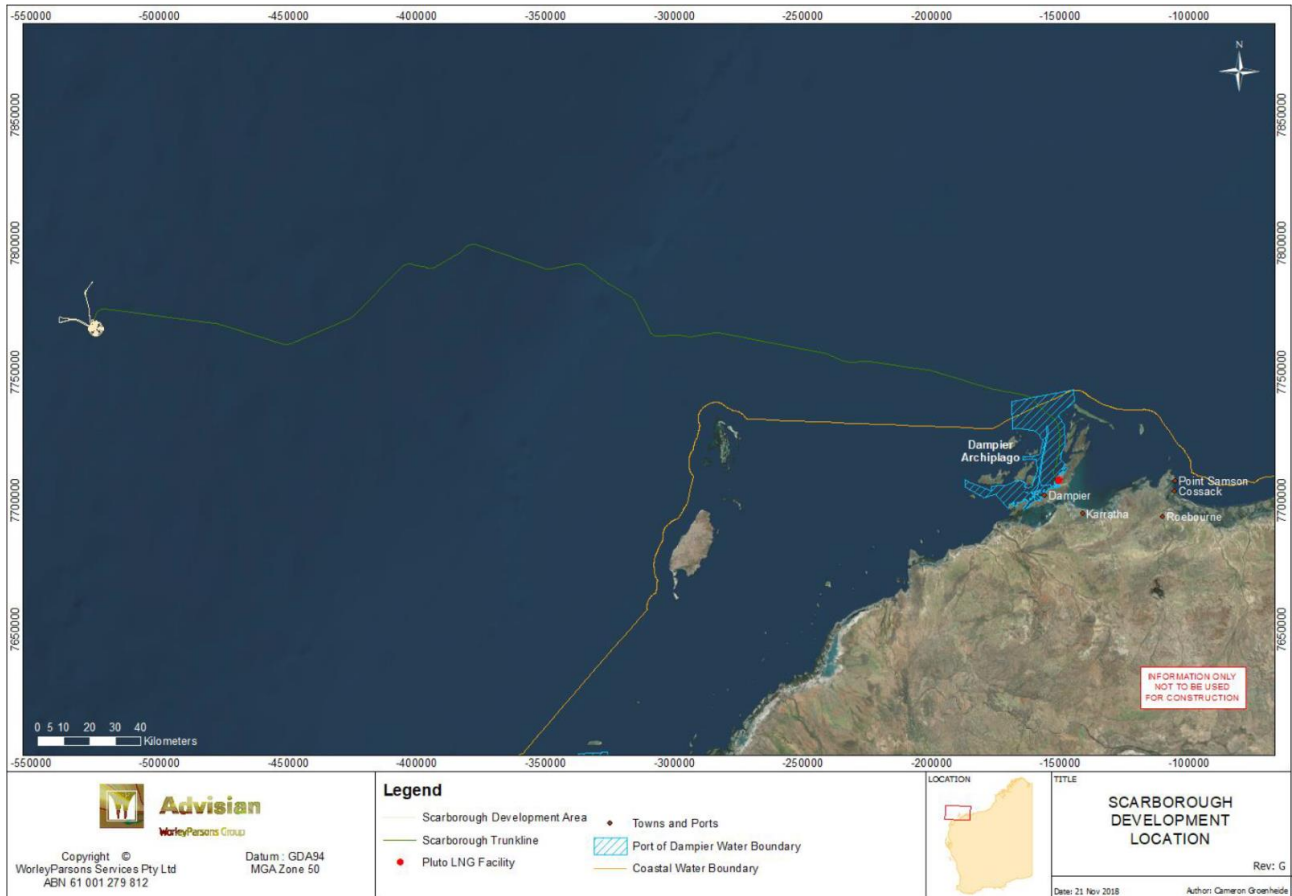 -550000 -500000 -450000 -400000 -350000 -300000 -250000 -200000 -150000 -100000
N
7850000 7850000
7800000 7800000
7750000 7750000
7700000 7700000
7650000 7650000
Dampier
Archiplago
Point Samson
Cossack
Dampier
Karratha
Roebourne
INFORMATION ONLY
NOT TO BE USED
FOR CONSTRUCTION
0 5 10 20 30 40
Kilometers
-550000 -500000 -450000 -400000 -350000 -300000 -250000 -200000 -150000 -100000
Advisian
WorleyParsons Group
Copyright ©
WorleyParsons Services Pty Ltd
ABN 61 001 279 812
Datum : GDA94
MGA Zone 50
Legend
Scarborough Development Area
Scarborough Trunkline
Pluto LNG Facility
Towns and Ports
Port of Dampier Water Boundary
Coastal Water Boundary
LOCATION
TITLE
SCARBOROUGH
DEVELOPMENT
LOCATION
Rev: G
Date: 21 Nov 2018 Author: Cameron Groenheide